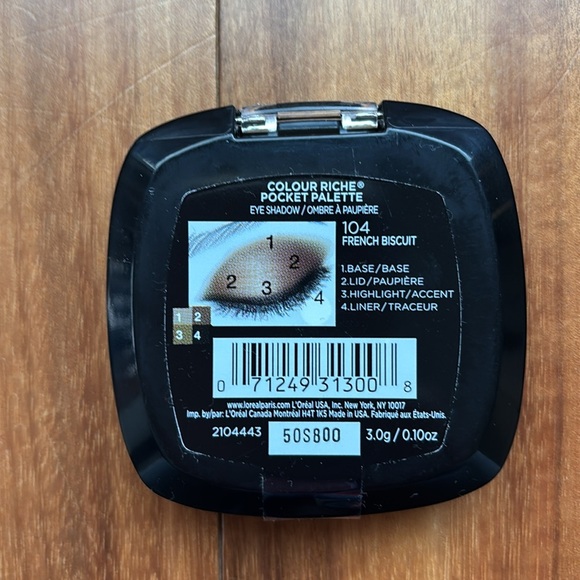 COLOUR RICHE®
POCKET PALETTE
EYE SHADOW / OMBRE À PAUPIÈRE
104
FRENCH BISCUIT
1
2
2
3
4
1.BASE/BASE
2.LID/PAUPIÈRE
3.HIGHLIGHT/ACCENT
4.LINER/TRACEUR
1 2
3 4
0 71249 31300 8
www.lorealparis.com L'Oréal USA, Inc. New York, NY 10017
Imp. by/par: L'Oréal Canada Montréal H4T 1K5 Made in USA. Fabriqué aux États-Unis.
2104443 50S800 3.0g / 0.10oz